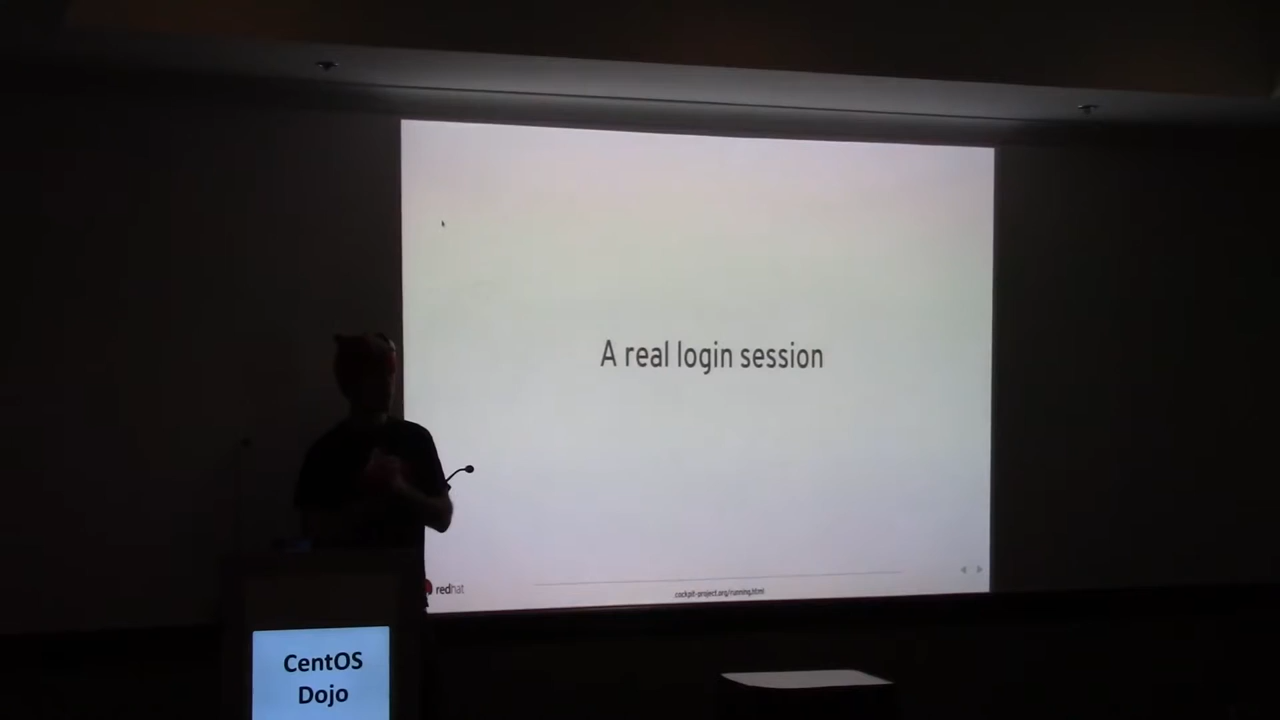 A real login session
redhat
cockpit-project.org/running.html
CentOS
Dojo